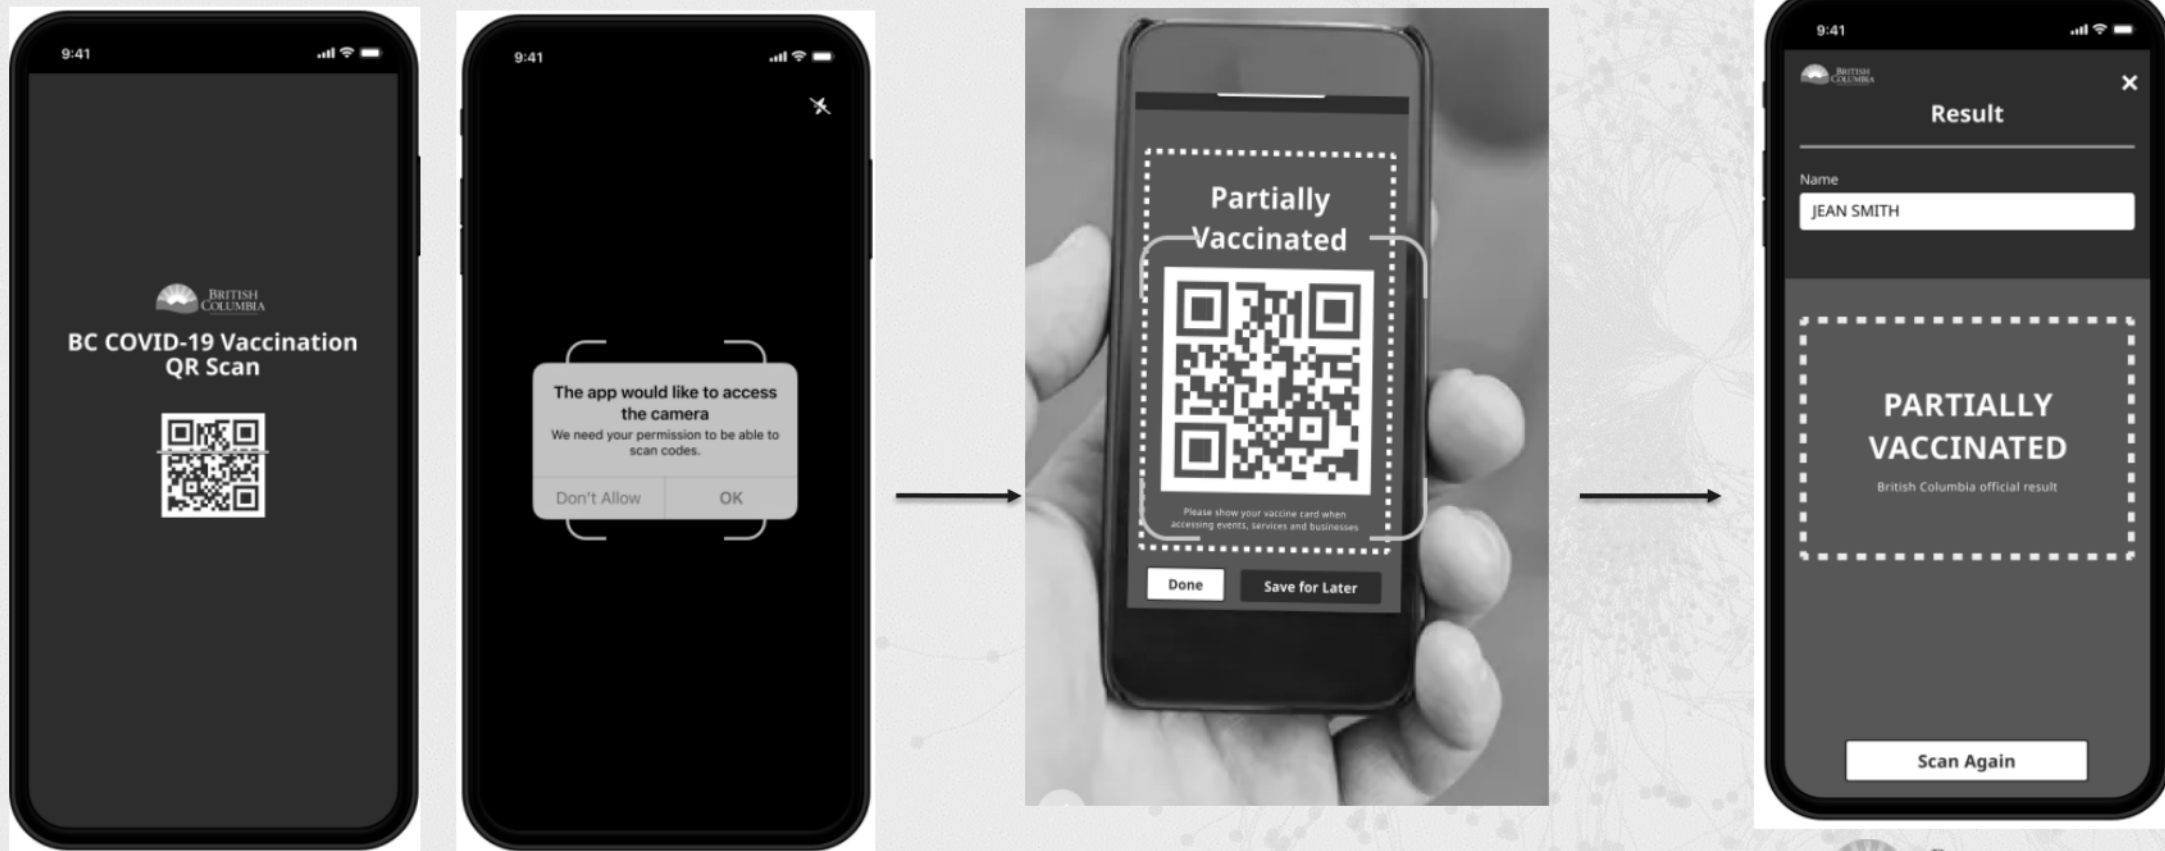 9:41
BRITISH
COLUMBIA
BC COVID-19 Vaccination
QR Scan
9:41
The app would like to access
the camera
We need your permission to be able to
scan codes.
Don't Allow
OK
Partially
Vaccinated
Please show your vaccine card when
accessing events, services and businesses
Done
Save for Later
9:41
BRITISH
COLUMBIA
Result
Name
JEAN SMITH
PARTIALLY
VACCINATED
British Columbia official result
Scan Again